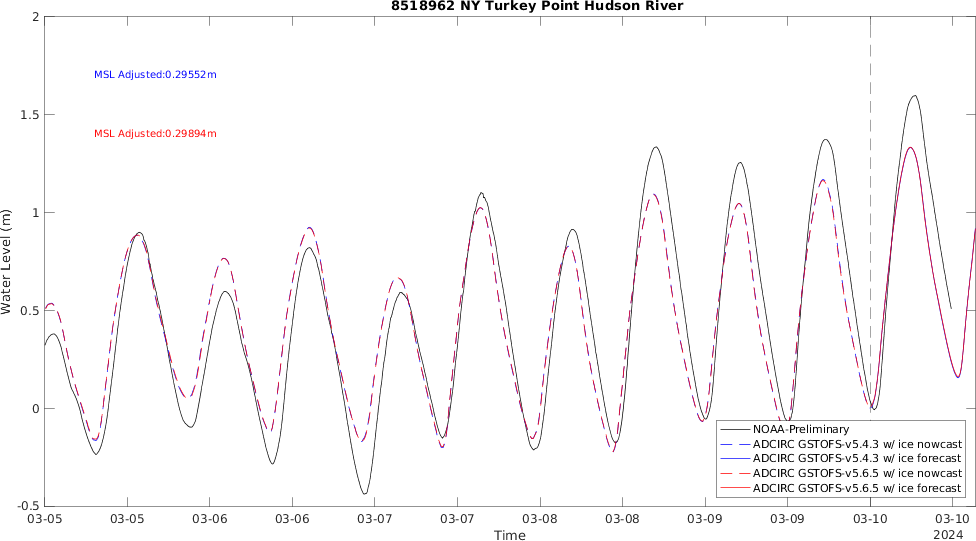 8518962 NY Turkey Point Hudson River
2
1.5
1
0.5
0
-0.5
Water Level (m)
MSL Adjusted:0.29552m
MSL Adjusted:0.29894m
NOAA-Preliminary
ADCIRC GSTOFS-v5.4.3 w/ ice nowcast
ADCIRC GSTOFS-v5.4.3 w/ ice forecast
ADCIRC GSTOFS-v5.6.5 w/ ice nowcast
ADCIRC GSTOFS-v5.6.5 w/ ice forecast
03-05 03-05 03-06 03-06 03-07 03-07 03-08 03-08 03-09 03-09 03-10 03-10
2024
Time